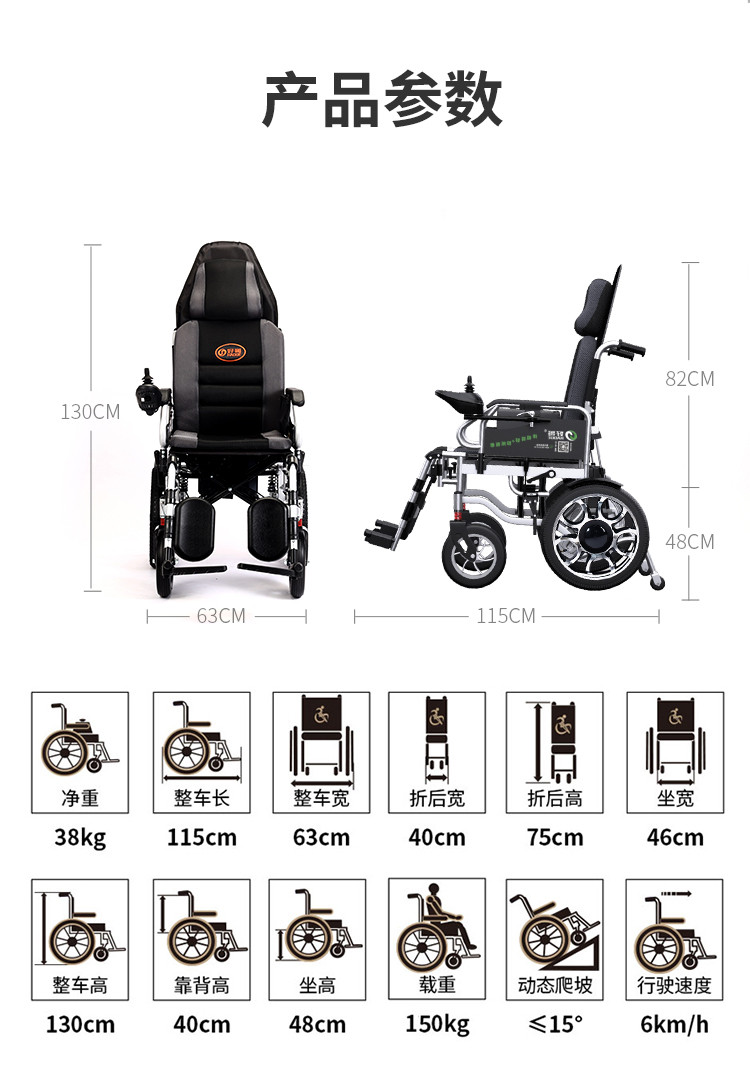 产品参数
130CM
82CM
48CM
63CM
115CM
净重
整车长
整车宽
折后宽
折后高
坐宽
38kg
115cm
63cm
40cm
75cm
46cm
整车高
靠背高
坐高
载重
动态爬坡
行驶速度
130cm
40cm
48cm
150kg
≤15°
6km/h